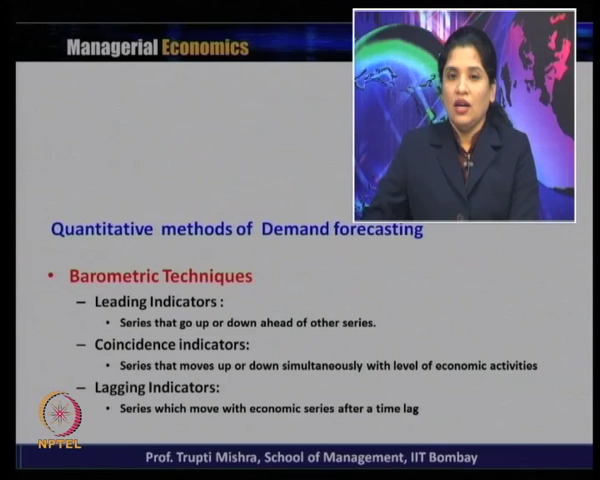 Managerial Economics
Quantitative methods of Demand forecasting
• Barometric Techniques
– Leading Indicators :
• Series that go up or down ahead of other series.
– Coincidence indicators:
• Series that moves up or down simultaneously with level of economic activities
– Lagging Indicators:
• Series which move with economic series after a time lag
NPTEL
Prof. Trupti Mishra, School of Management, IIT Bombay